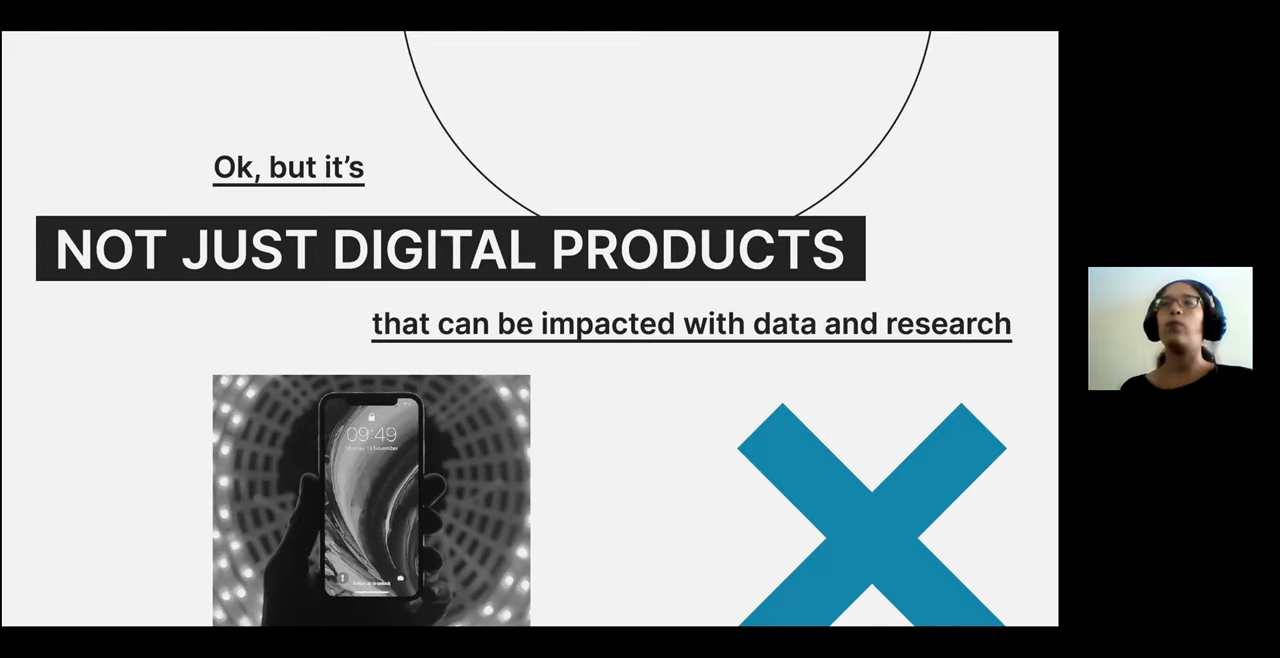 Ok, but it’s
NOT JUST DIGITAL PRODUCTS
that can be impacted with data and research
09:49